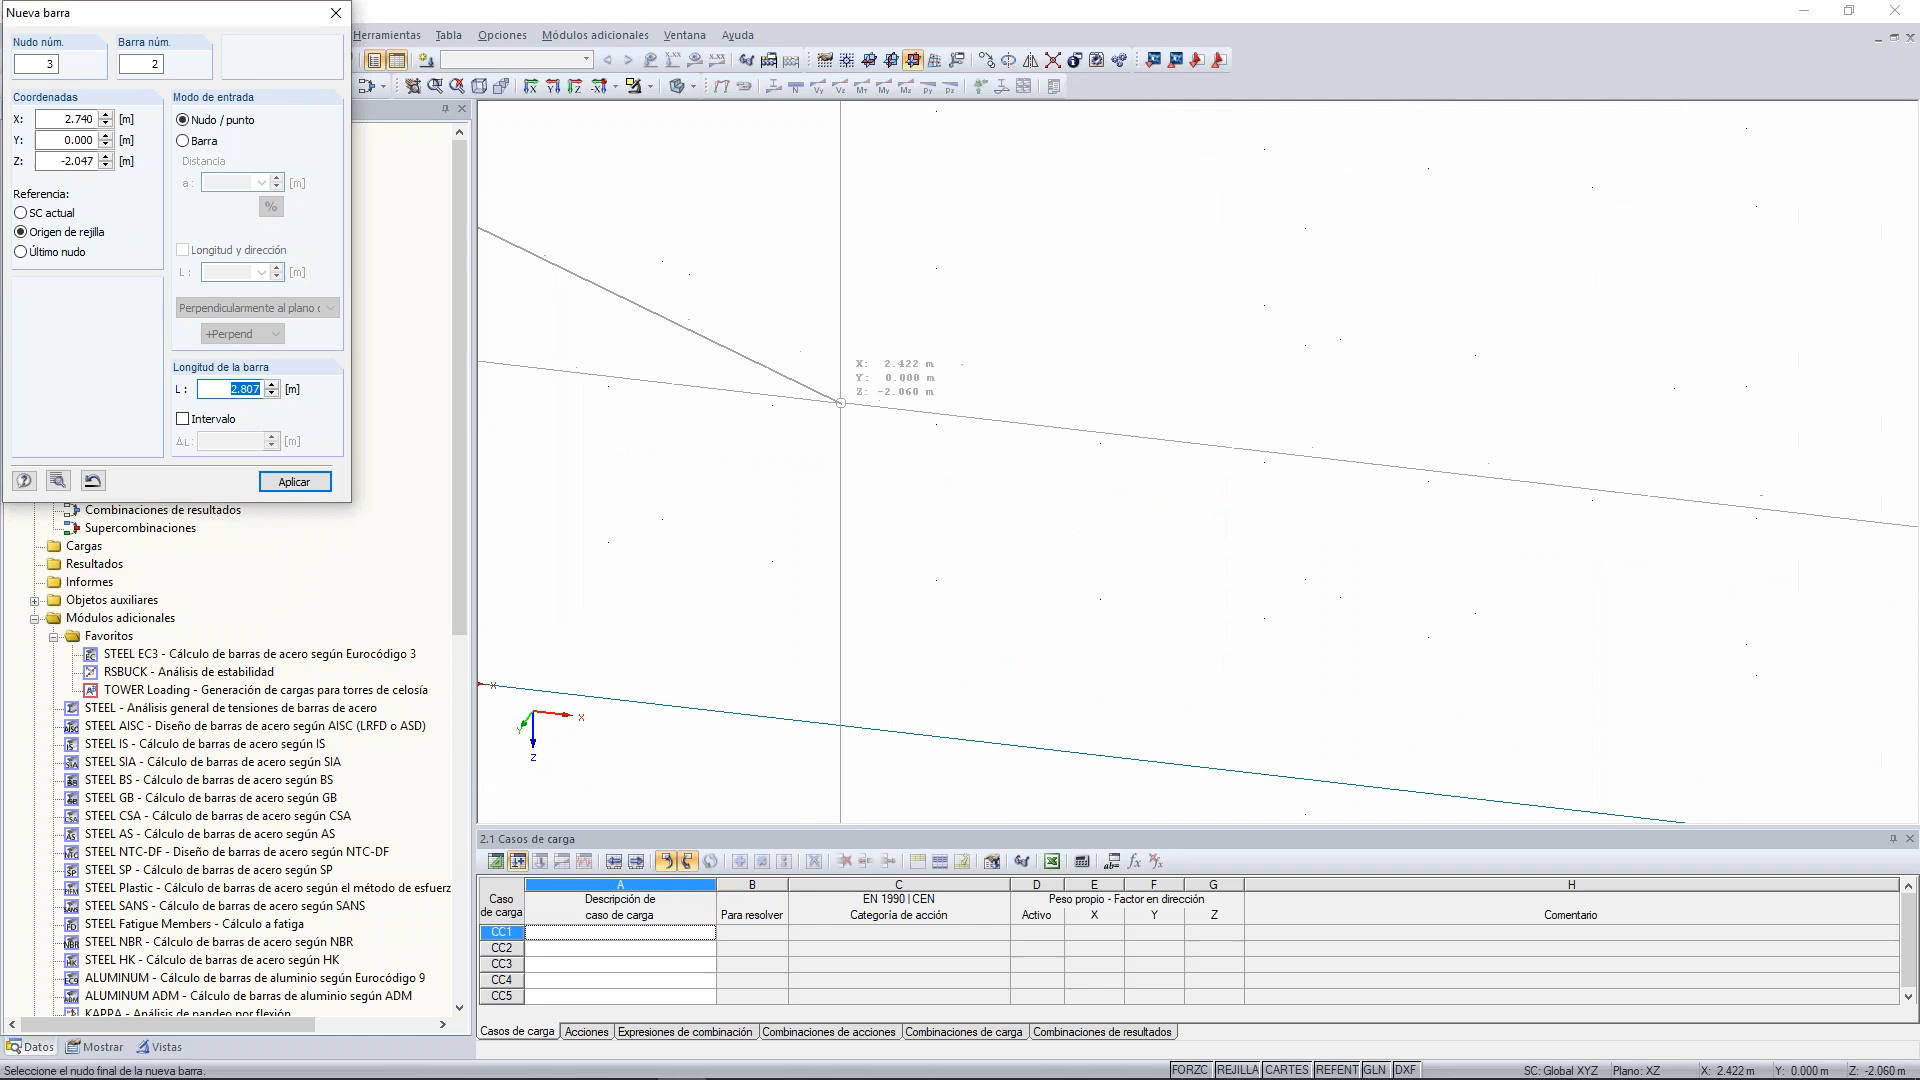 Nueva barra
Nudo núm.
3
Barra núm.
2
Coordenadas
X: 2.740 [m]
Y: 0.000 [m]
Z: -2.047 [m]
Referencia:
SC actual
Origen de rejilla
Último nudo
Modo de entrada
Nudo / punto
Barra
Distancia
a: [m]
%
Longitud y dirección
L: [m]
Perpendicularmente al plano
+Perpend
Longitud de la barra
L: 2.807 [m]
Intervalo
ΔL: [m]
Aplicar
Herramientas Tabla Opciones Módulos adicionales Ventana Ayuda
X: 2.422 m
Y: 0.000 m
Z: -2.060 m
X
X
Y
Z
Combinaciones de resultados
Supercombinaciones
Cargas
Resultados
Informes
Objetos auxiliares
Módulos adicionales
Favoritos
STEEL EC3 - Cálculo de barras de acero según Eurocódigo 3
RSBUCK - Análisis de estabilidad
TOWER Loading - Generación de cargas para torres de celosía
STEEL - Análisis general de tensiones de barras de acero
STEEL AISC - Diseño de barras de acero según AISC (LRFD o ASD)
STEEL IS - Cálculo de barras de acero según IS
STEEL SIA - Cálculo de barras de acero según SIA
STEEL BS - Cálculo de barras de acero según BS
STEEL GB - Cálculo de barras de acero según GB
STEEL CSA - Cálculo de barras de acero según CSA
STEEL AS - Cálculo de barras de acero según AS
STEEL NTC-DF - Diseño de barras de acero según NTC-DF
STEEL SP - Cálculo de barras de acero según SP
STEEL Plastic - Cálculo de barras de acero según el método de esfuerz
STEEL SANS - Cálculo de barras de acero según SANS
STEEL Fatigue Members - Cálculo a fatiga
STEEL NBR - Cálculo de barras de acero según NBR
STEEL HK - Cálculo de barras de acero según HK
ALUMINUM - Cálculo de barras de aluminio según Eurocódigo 9
ALUMINUM ADM - Cálculo de barras de aluminio según ADM
KAPPA - Análisis de pandeo por flexión
Datos Mostrar Vistas
2.1 Casos de carga
A B C D E F G H
Caso de carga
Descripción de caso de carga
Para resolver
EN 1990 | CEN
Categoría de acción
Peso propio - Factor en dirección
Activo X Y Z
Comentario
CC1
CC2
CC3
CC4
CC5
Casos de carga Acciones Expresiones de combinación Combinaciones de acciones Combinaciones de carga Combinaciones de resultados
Seleccione el nudo final de la nueva barra.
FORZC REJILLA CARTES REFENT GLN DXF SC: Global XYZ Plano: XZ X: 2.422 m Y: 0.000 m Z: -2.060 m